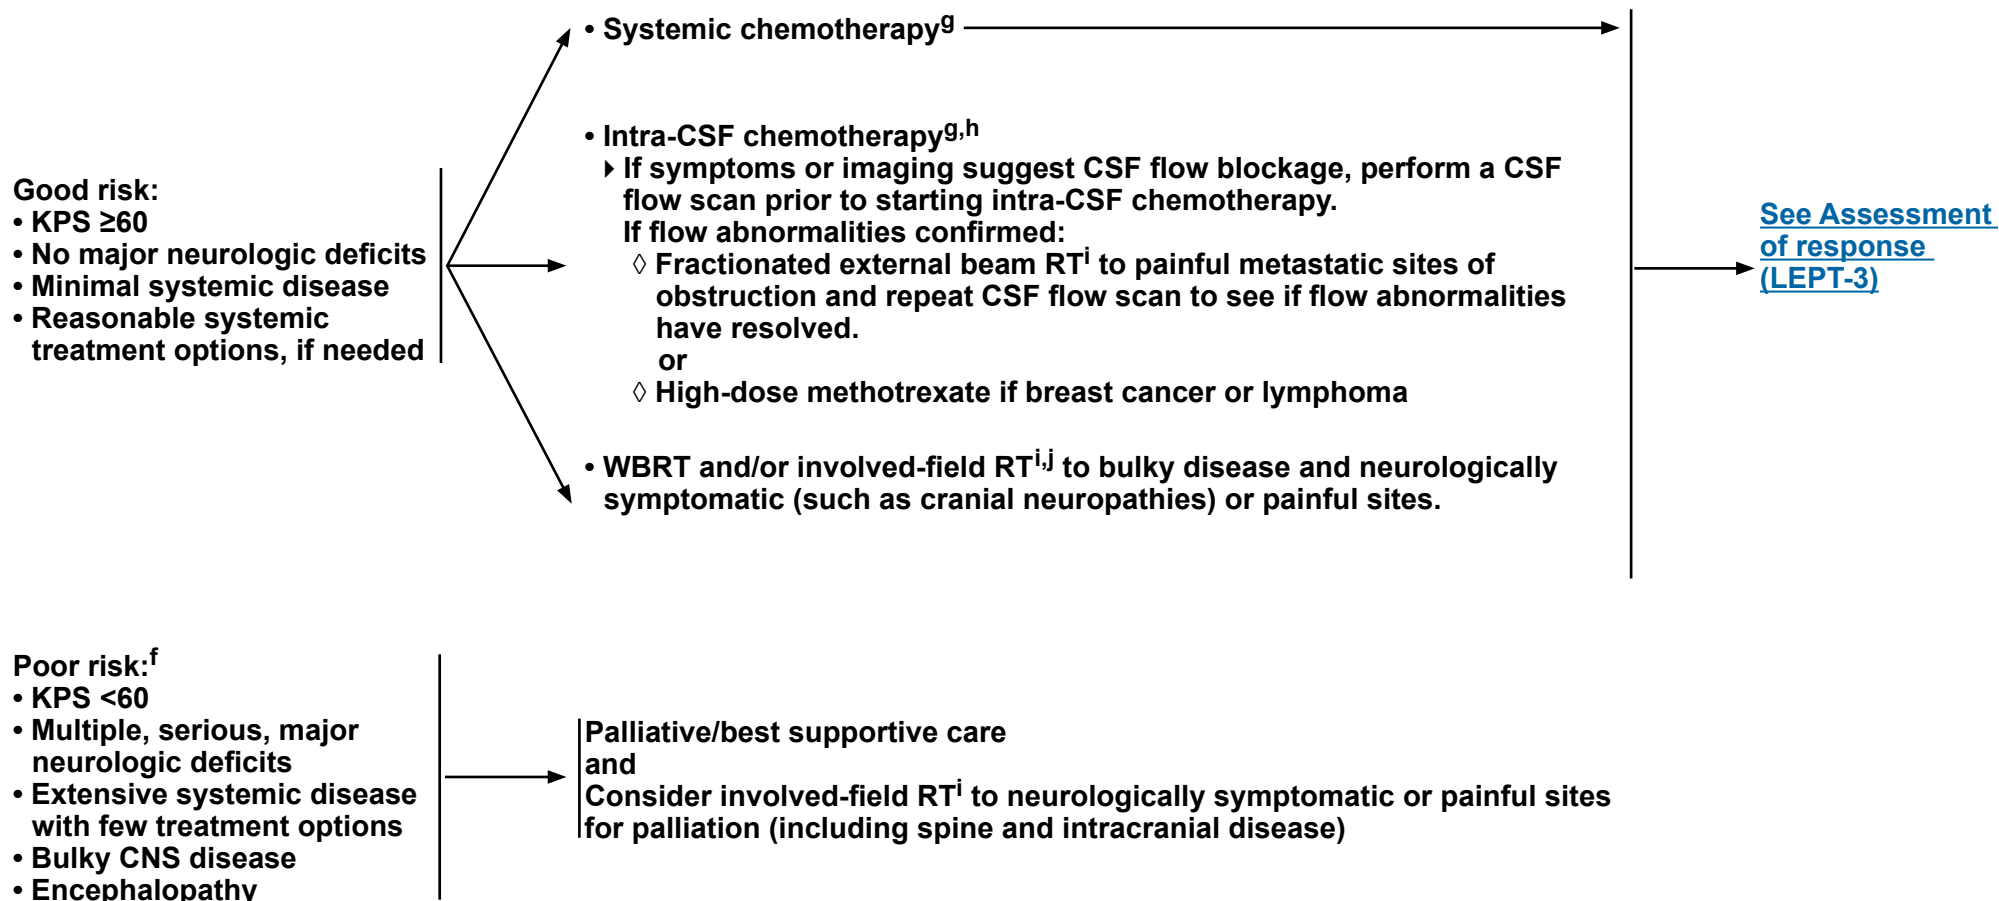 Good risk:
• KPS ≥60
• No major neurologic deficits
• Minimal systemic disease
• Reasonable systemic
treatment options, if needed
• Systemic chemotherapyg
• Intra-CSF chemotherapyg,h
If symptoms or imaging suggest CSF flow blockage, perform a CSF
flow scan prior to starting intra-CSF chemotherapy.
If flow abnormalities confirmed:
◊ Fractionated external beam RTi to painful metastatic sites of
obstruction and repeat CSF flow scan to see if flow abnormalities
have resolved.
or
◊ High-dose methotrexate if breast cancer or lymphoma
• WBRT and/or involved-field RTi,j to bulky disease and neurologically
symptomatic (such as cranial neuropathies) or painful sites.
See Assessment
of response
(LEPT-3)
Poor risk:f
• KPS <60
• Multiple, serious, major
neurologic deficits
• Extensive systemic disease
with few treatment options
• Bulky CNS disease
• Encephalopathy
Palliative/best supportive care
and
Consider involved-field RTi to neurologically symptomatic or painful sites
for palliation (including spine and intracranial disease)